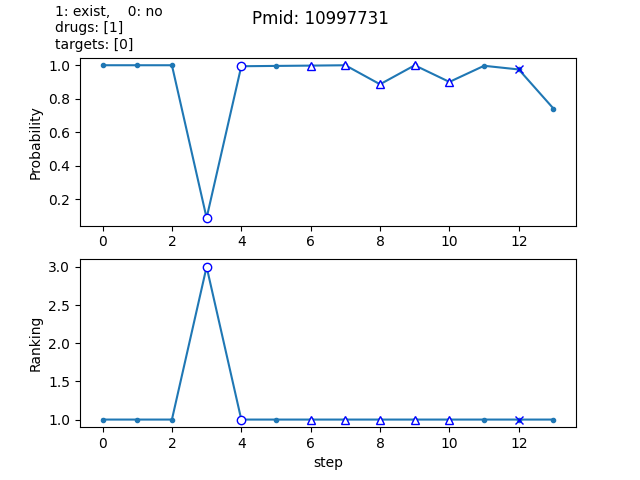 1: exist,    0: no
drugs: [1]
targets: [0]
Pmid: 10997731
1.0
0.8
0.6
0.4
0.2
Probability
0 2 4 6 8 10 12
3.0
2.5
2.0
1.5
1.0
Ranking
0 2 4 6 8 10 12
step